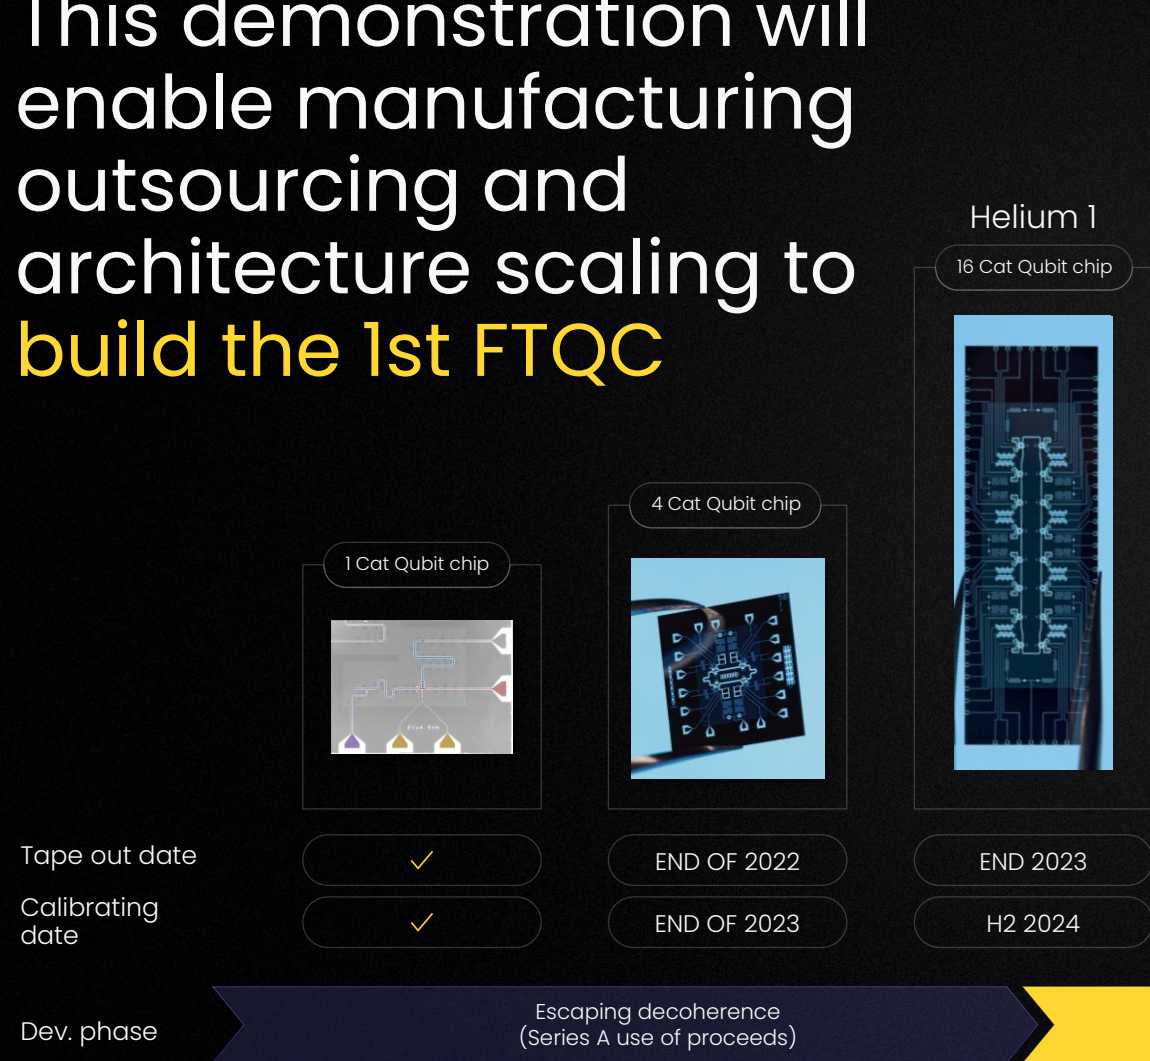 This demonstration will
enable manufacturing
outsourcing and
architecture scaling to
build the 1st FTQC
Helium 1
16 Cat Qubit chip
4 Cat Qubit chip
1 Cat Qubit chip
Tape out date
END OF 2022
END 2023
Calibrating
date
END OF 2023
H2 2024
Dev. phase
Escaping decoherence
(Series A use of proceeds)